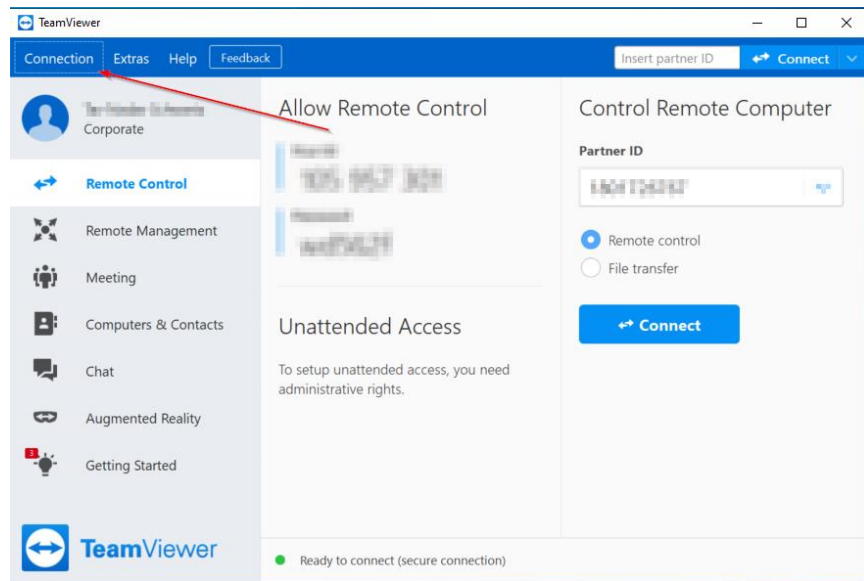 TeamViewer
Connection Extras Help Feedback
Insert partner ID
Connect
Corporate
Remote Control
Remote Management
Meeting
Computers & Contacts
Chat
Augmented Reality
3
Getting Started
TeamViewer
Allow Remote Control
Unattended Access
To setup unattended access, you need
administrative rights.
Control Remote Computer
Partner ID
Remote control
File transfer
Connect
Ready to connect (secure connection)